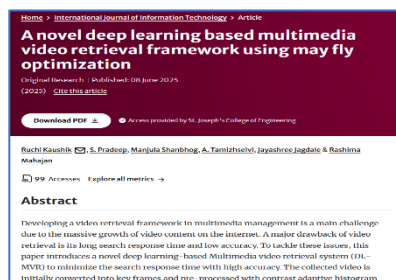 Home > International Journal of Information Technology > Article
A novel deep learning based multimedia
video retrieval framework using may fly
optimization
Original Research | Published: 08 June 2025
(2025) Cite this article
Download PDF
Access provided by St. Joseph's College of Engineering
Ruchi Kaushik, S. Pradeep, Manjula Shanbhog, A. Tamizhselvi, Jayashree Jagdale & Rashima
Mahajan
99 Accesses Explore all metrics →
Abstract
Developing a video retrieval framework in multimedia management is a main challenge
due to the massive growth of video content on the internet. A major drawback of video
retrieval is its long search response time and low accuracy. To tackle these issues, this
paper introduces a novel deep learning-based Multimedia video retrieval system (DL-
MVR) to minimize the search response time with high accuracy. The collected video is
initially converted into key frames and pre-processed with contrast adaptive histogram